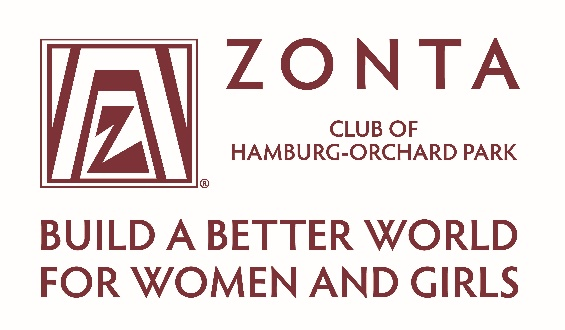 ZONTA
CLUB OF
HAMBURG-ORCHARD PARK
Z
®
BUILD A BETTER WORLD
FOR WOMEN AND GIRLS